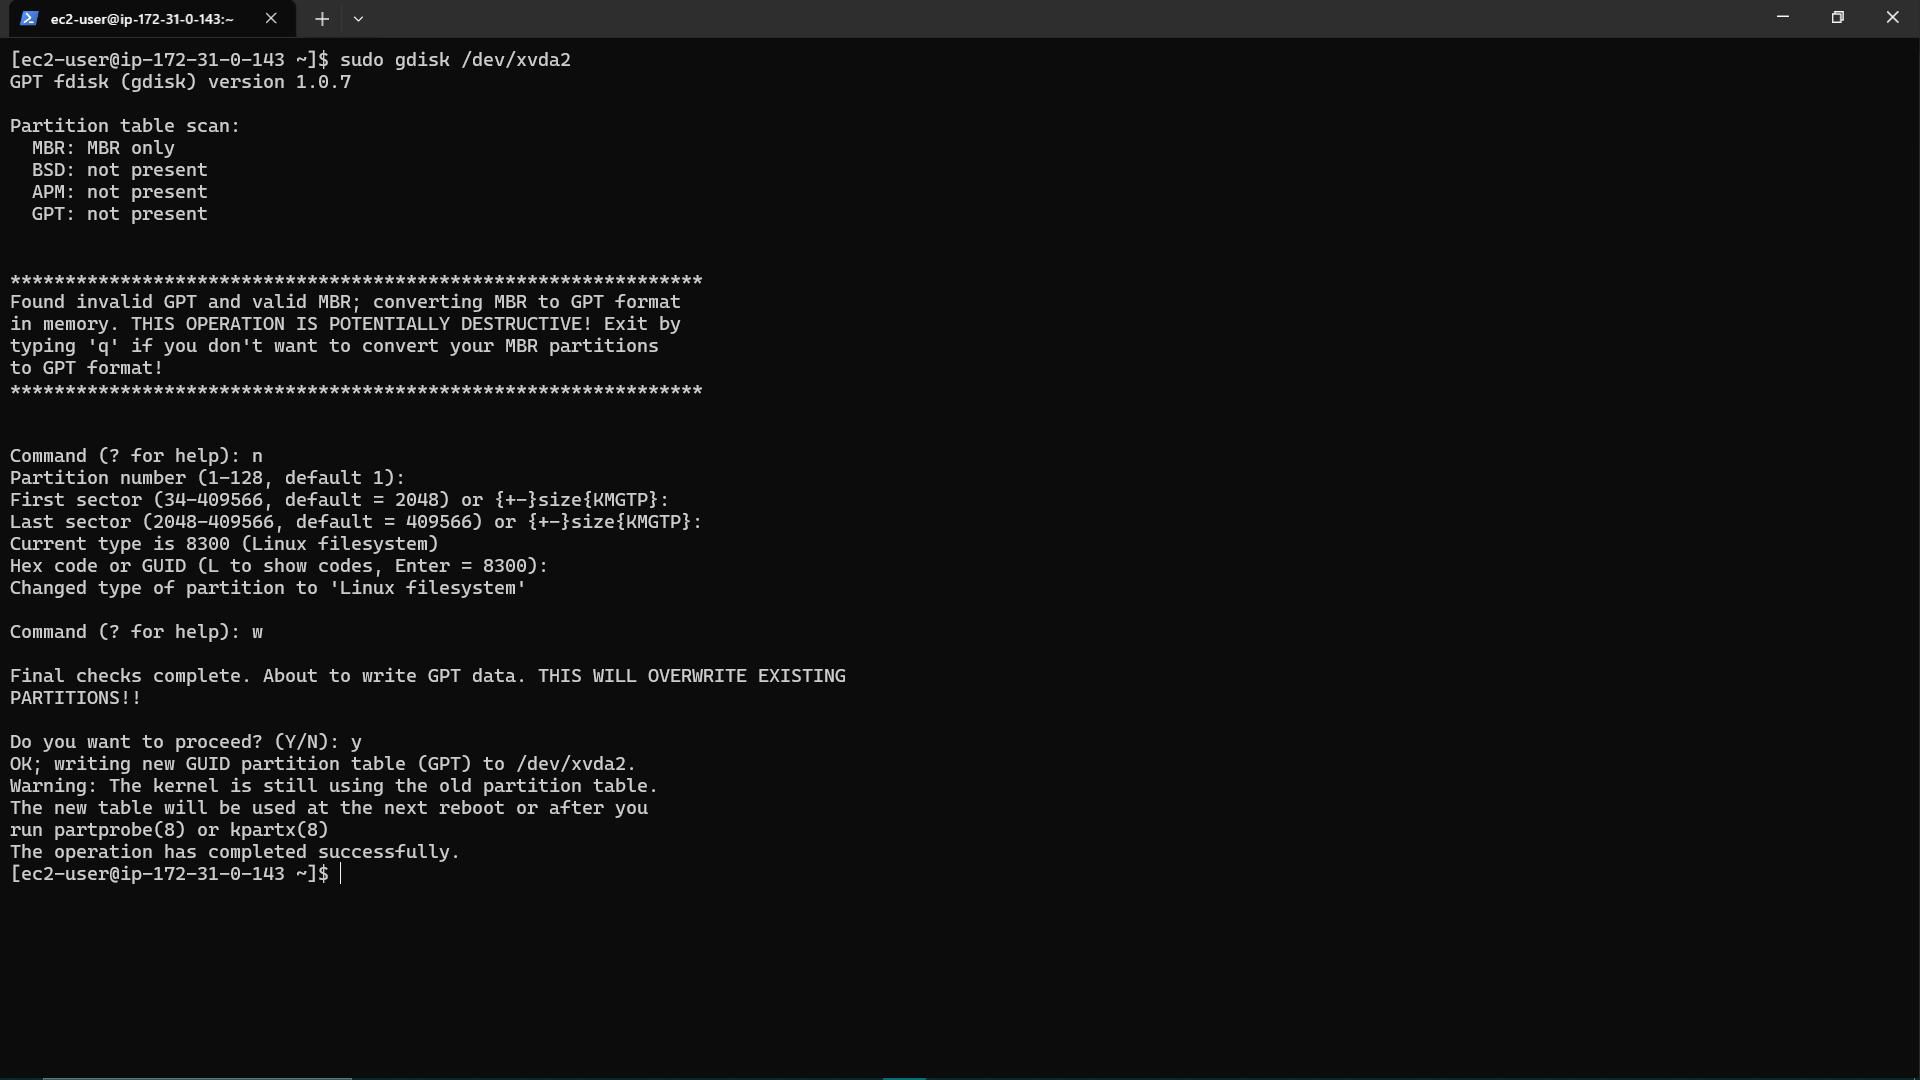 ec2-user@ip-172-31-0-143:~
[ec2-user@ip-172-31-0-143 ~]$ sudo gdisk /dev/xvda2
GPT fdisk (gdisk) version 1.0.7
Partition table scan:
MBR: MBR only
BSD: not present
APM: not present
GPT: not present
***************************************************************
Found invalid GPT and valid MBR; converting MBR to GPT format
in memory. THIS OPERATION IS POTENTIALLY DESTRUCTIVE! Exit by
typing 'q' if you don't want to convert your MBR partitions
to GPT format!
***************************************************************
Command (? for help): n
Partition number (1-128, default 1):
First sector (34-409566, default = 2048) or {+-}size{KMGTP}:
Last sector (2048-409566, default = 409566) or {+-}size{KMGTP}:
Current type is 8300 (Linux filesystem)
Hex code or GUID (L to show codes, Enter = 8300):
Changed type of partition to 'Linux filesystem'
Command (? for help): w
Final checks complete. About to write GPT data. THIS WILL OVERWRITE EXISTING
PARTITIONS!!
Do you want to proceed? (Y/N): y
OK; writing new GUID partition table (GPT) to /dev/xvda2.
Warning: The kernel is still using the old partition table.
The new table will be used at the next reboot or after you
run partprobe(8) or kpartx(8)
The operation has completed successfully.
[ec2-user@ip-172-31-0-143 ~]$